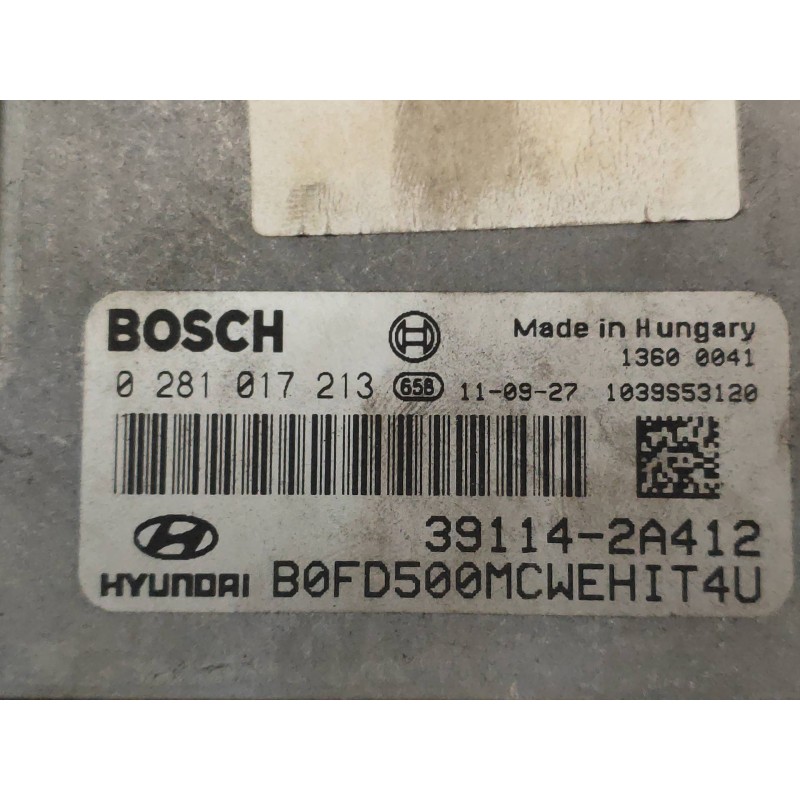 BOSCH
Made in Hungary
1360 0041
0 281 017 213 658 11-09-27 1039S53120
39114-2A412
HYUNDAI B0FD500MCWEHIT4U